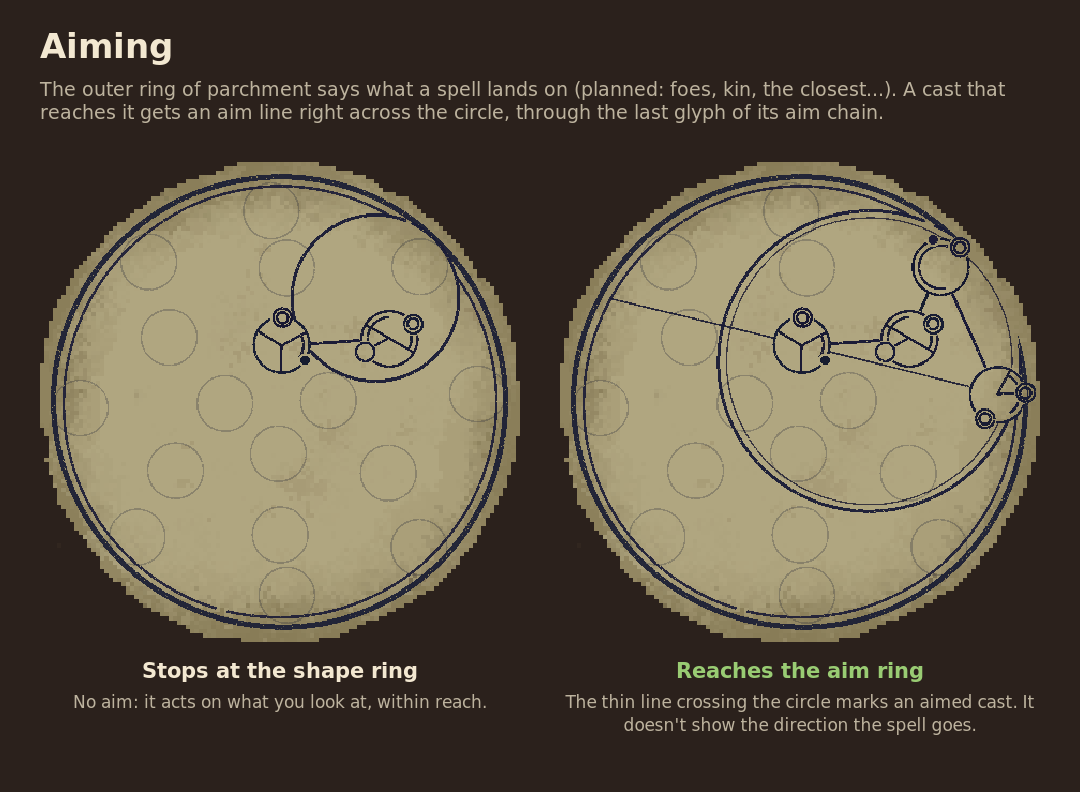 Aiming
The outer ring of parchment says what a spell lands on (planned: foes, kin, the closest...). A cast that
reaches it gets an aim line right across the circle, through the last glyph of its aim chain.
Stops at the shape ring
No aim: it acts on what you look at, within reach.
Reaches the aim ring
The thin line crossing the circle marks an aimed cast. It
doesn't show the direction the spell goes.